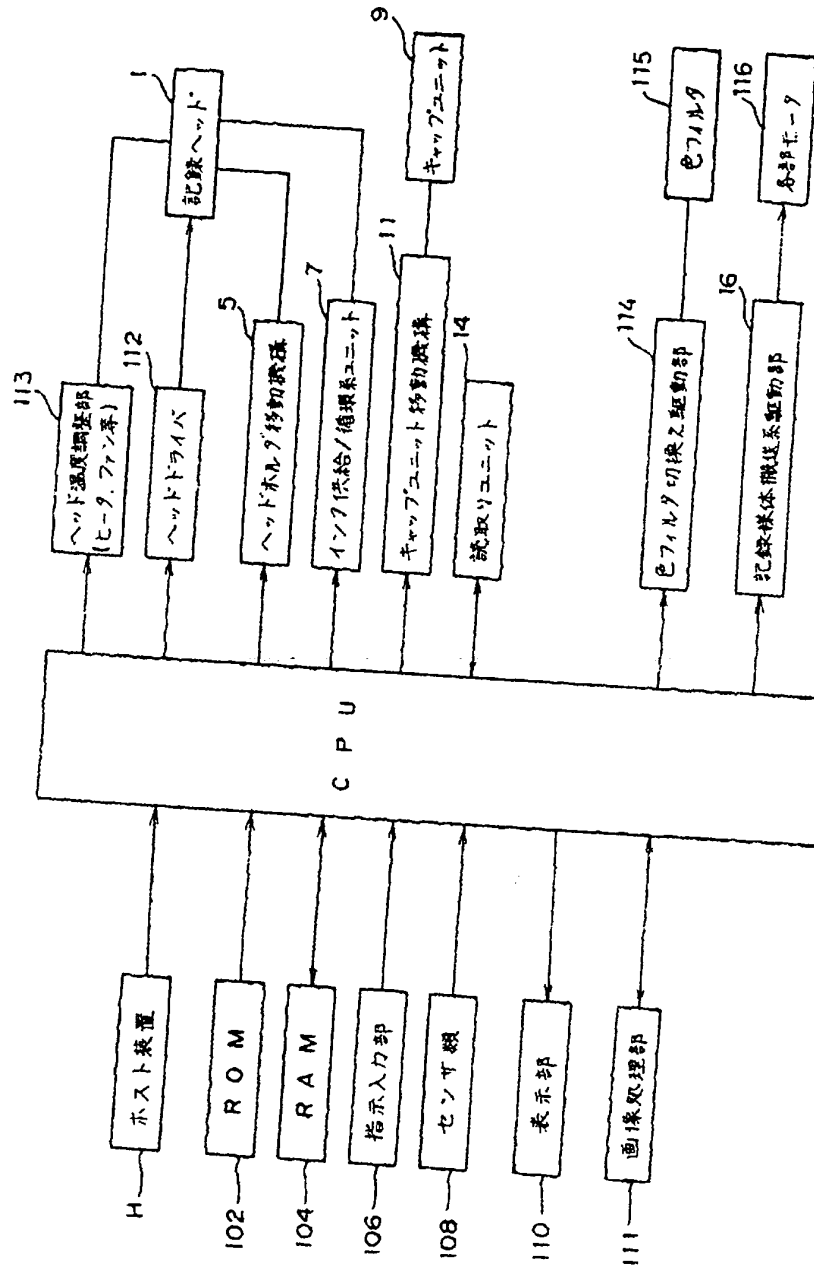 H
ホスト装置
102
ROM
104
RAM
106
指示入力部
108
センサ類
110
表示部
111
画像処理部
CPU
113
ヘッド温度調整部
(ヒータ、ファン等)
112
ヘッドドライバ
1
記録ヘッド
5
ヘッドホルダ移動機構
7
インク供給/循環系ユニット
11
キャップユニット移動機構
9
キャップユニット
14
読取りユニット
114
色フィルタ切換え駆動部
115
色フィルタ
16
記録媒体搬送系駆動部
116
各部モータ